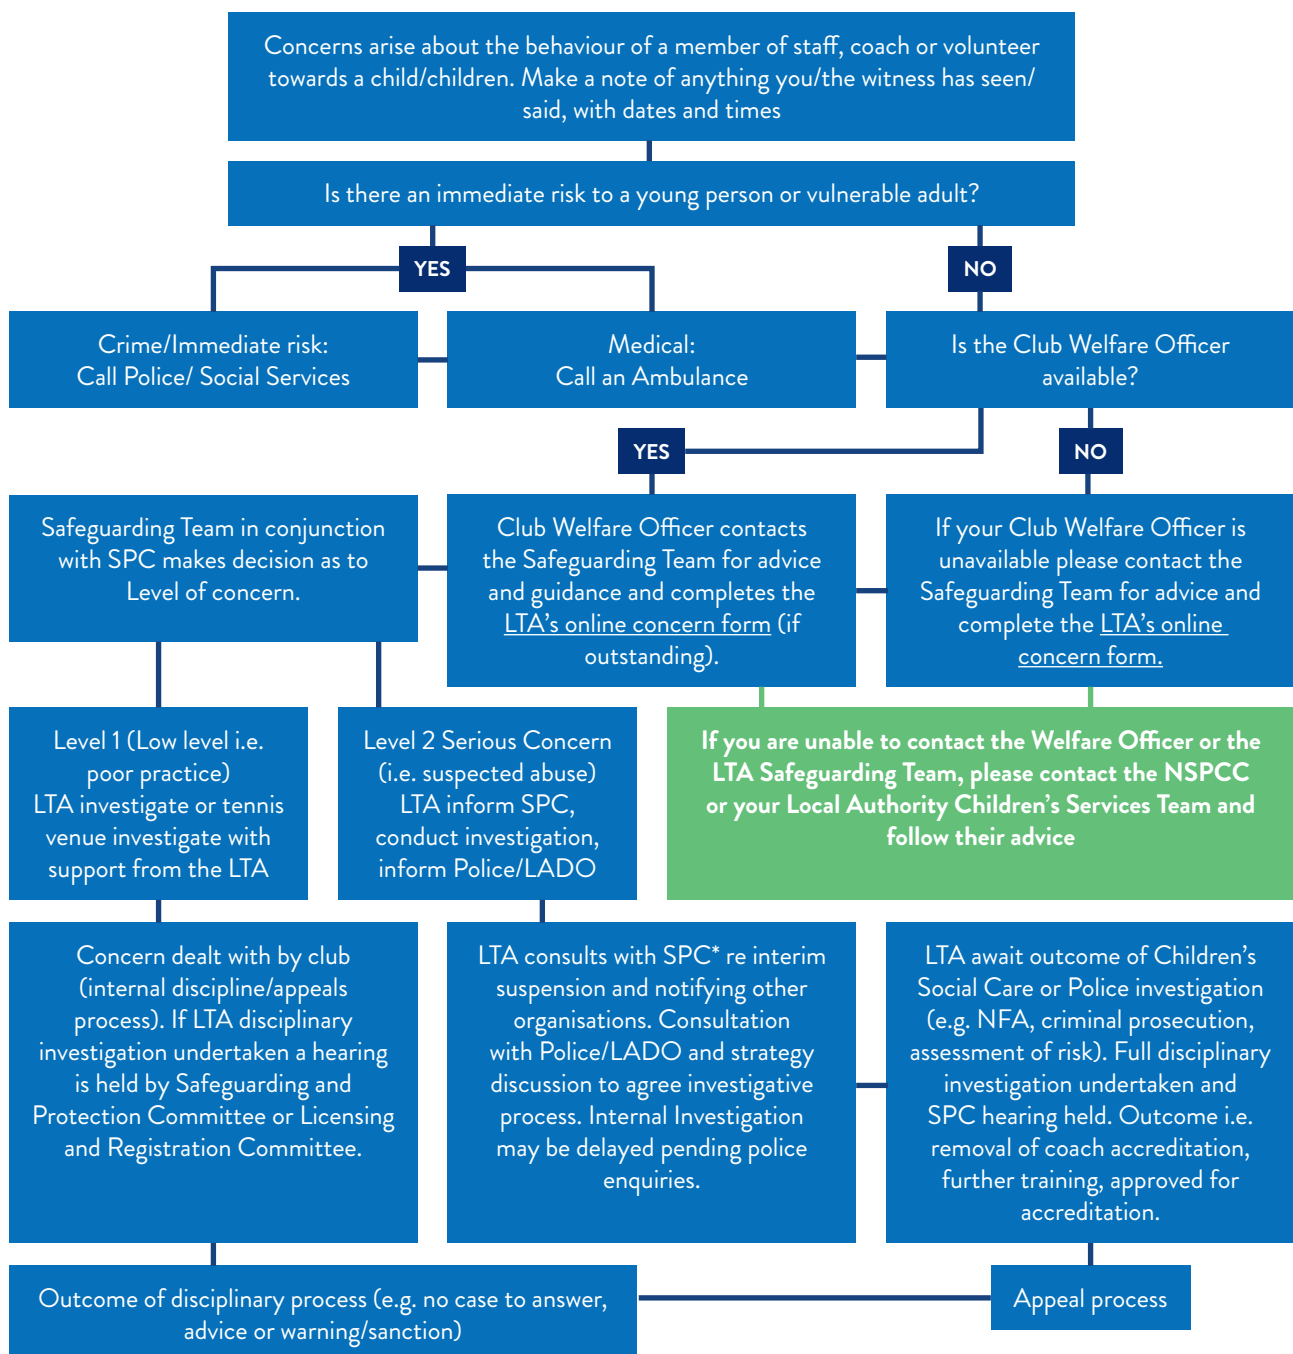 Concerns arise about the behaviour of a member of staff, coach or volunteer
towards a child/children. Make a note of anything you/the witness has seen/
said, with dates and times
Is there an immediate risk to a young person or vulnerable adult?
YES
NO
Crime/Immediate risk:
Call Police/ Social Services
Medical:
Call an Ambulance
Is the Club Welfare Officer
available?
YES
NO
Safeguarding Team in conjunction
with SPC makes decision as to
Level of concern.
Club Welfare Officer contacts
the Safeguarding Team for advice
and guidance and completes the
LTA's online concern form (if
outstanding).
If your Club Welfare Officer is
unavailable please contact the
Safeguarding Team for advice and
complete the LTA's online
concern form.
Level 1 (Low level i.e.
poor practice)
LTA investigate or tennis
venue investigate with
support from the LTA
Level 2 Serious Concern
(i.e. suspected abuse)
LTA inform SPC,
conduct investigation,
inform Police/LADO
If you are unable to contact the Welfare Officer or the
LTA Safeguarding Team, please contact the NSPCC
or your Local Authority Children's Services Team and
follow their advice
Concern dealt with by club
(internal discipline/appeals
process). If LTA disciplinary
investigation undertaken a hearing
is held by Safeguarding and
Protection Committee or Licensing
and Registration Committee.
LTA consults with SPC* re interim
suspension and notifying other
organisations. Consultation
with Police/LADO and strategy
discussion to agree investigative
process. Internal Investigation
may be delayed pending police
enquiries.
LTA await outcome of Children's
Social Care or Police investigation
(e.g. NFA, criminal prosecution,
assessment of risk). Full disciplinary
investigation undertaken and
SPC hearing held. Outcome i.e.
removal of coach accreditation,
further training, approved for
accreditation.
Outcome of disciplinary process (e.g. no case to answer,
advice or warning/sanction)
Appeal process